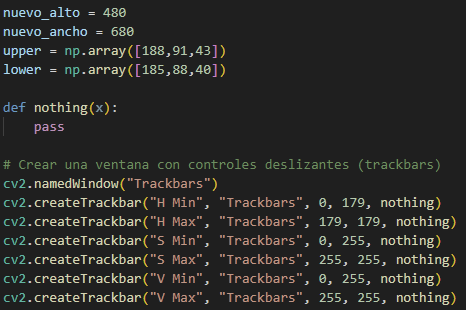 nuevo_alto = 480
nuevo_ancho = 680
upper = np.array([188,91,43])
lower = np.array([185,88,40])
def nothing(x):
    pass
# Crear una ventana con controles deslizantes (trackbars)
cv2.namedWindow("Trackbars")
cv2.createTrackbar("H Min", "Trackbars", 0, 179, nothing)
cv2.createTrackbar("H Max", "Trackbars", 179, 179, nothing)
cv2.createTrackbar("S Min", "Trackbars", 0, 255, nothing)
cv2.createTrackbar("S Max", "Trackbars", 255, 255, nothing)
cv2.createTrackbar("V Min", "Trackbars", 0, 255, nothing)
cv2.createTrackbar("V Max", "Trackbars", 255, 255, nothing)